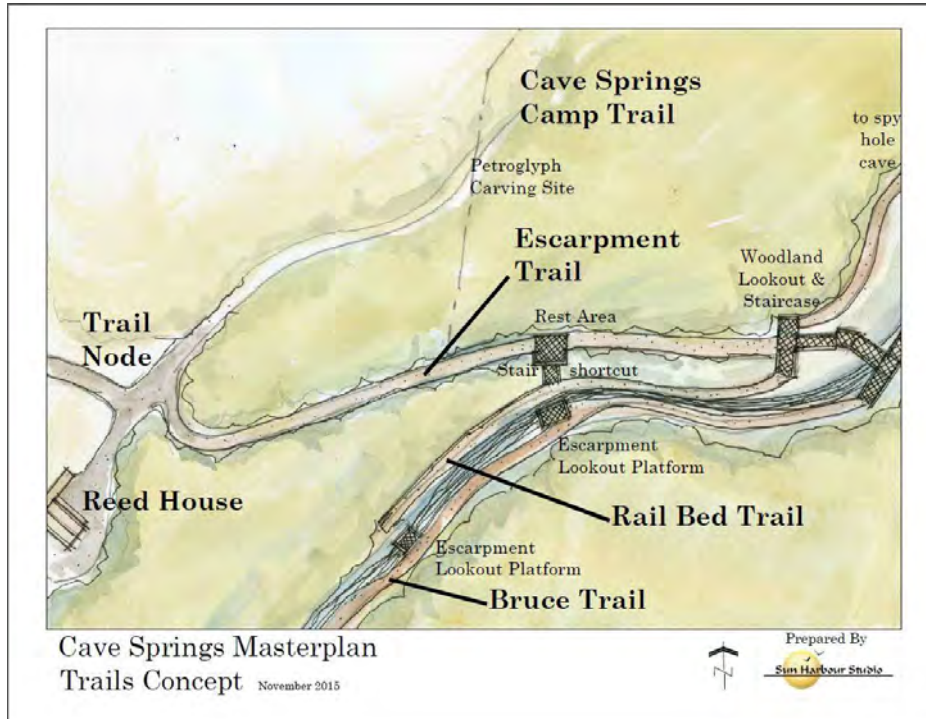 Cave Springs
Camp Trail
to spy
hole
cave
Petroglyph
Carving Site
Escarpment
Trail
Woodland
Lookout &
Staircase
Trail
Node
Rest Area
Stair shortcut
Escarpment
Lookout Platform
Reed House
Rail Bed Trail
Escarpment
Lookout Platform
Bruce Trail
Cave Springs Masterplan
Trails Concept November 2015
N
Prepared By
Sun Harbour Studio